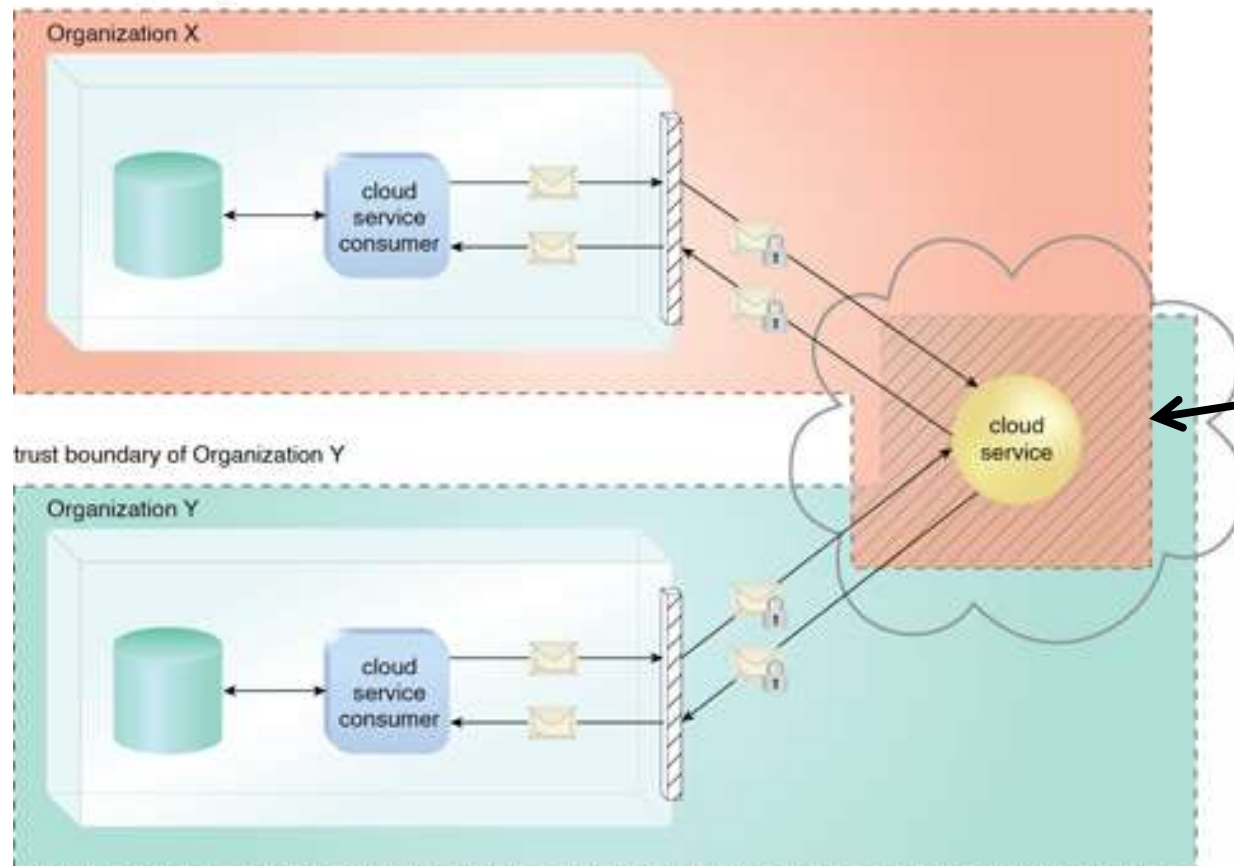 Organization X
cloud
service
consumer
cloud
service
trust boundary of Organization Y
Organization Y
cloud
service
consumer